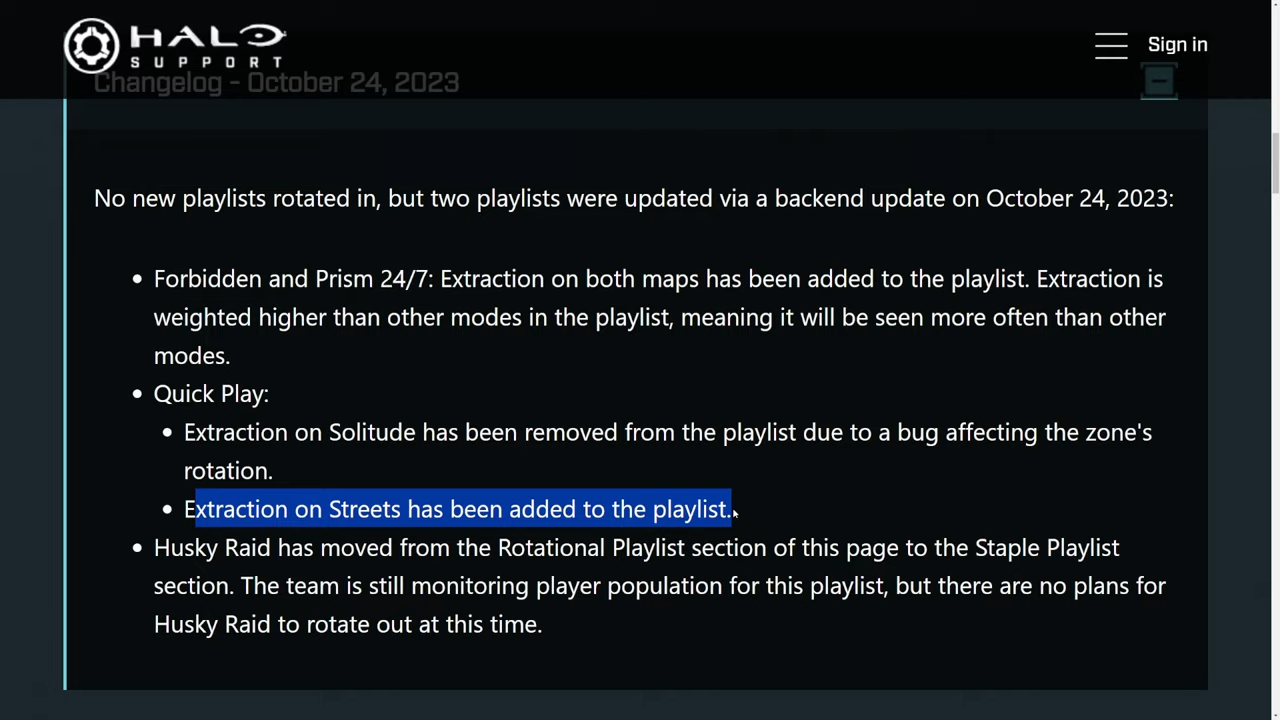 HALO
SUPPORT
Sign in
Changelog - October 24, 2023
No new playlists rotated in, but two playlists were updated via a backend update on October 24, 2023:
• Forbidden and Prism 24/7: Extraction on both maps has been added to the playlist. Extraction is
weighted higher than other modes in the playlist, meaning it will be seen more often than other
modes.
• Quick Play:
• Extraction on Solitude has been removed from the playlist due to a bug affecting the zone's
rotation.
• Extraction on Streets has been added to the playlist.
• Husky Raid has moved from the Rotational Playlist section of this page to the Staple Playlist
section. The team is still monitoring player population for this playlist, but there are no plans for
Husky Raid to rotate out at this time.